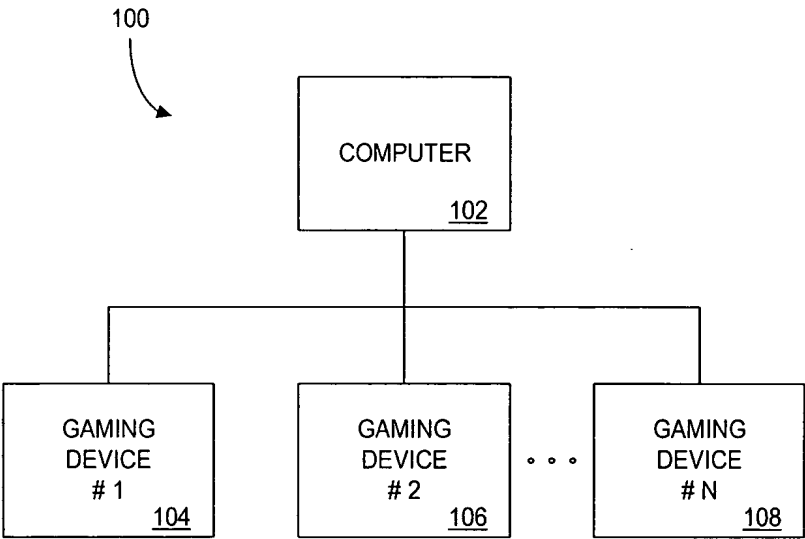 100
COMPUTER
102
GAMING
DEVICE
# 1
104
GAMING
DEVICE
# 2
106
GAMING
DEVICE
# N
108